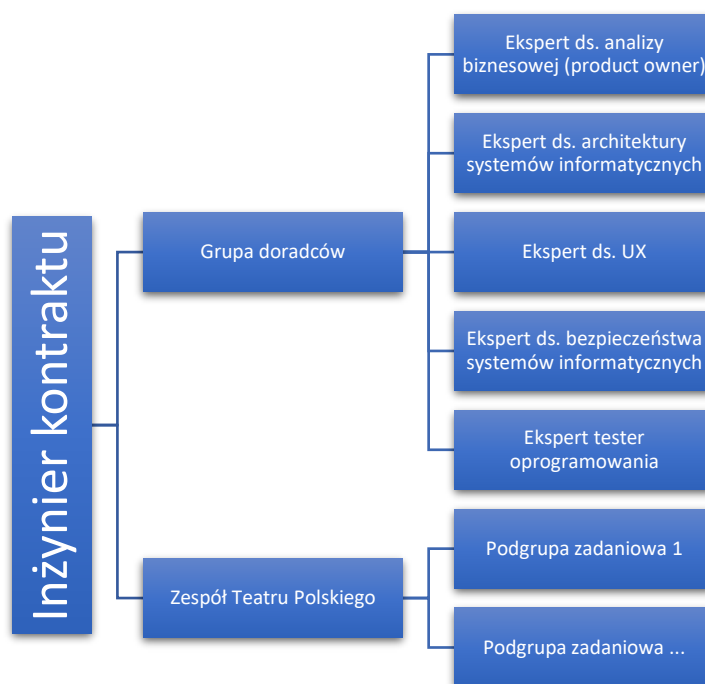 Inżynier kontraktu
Grupa doradców
Ekspert ds. analizy
biznesowej (product owner)
Ekspert ds. architektury
systemów informatycznych
Ekspert ds. UX
Ekspert ds. bezpieczeństwa
systemów informatycznych
Ekspert tester
oprogramowania
Zespół Teatru Polskiego
Podgrupa zadaniowa 1
Podgrupa zadaniowa ...